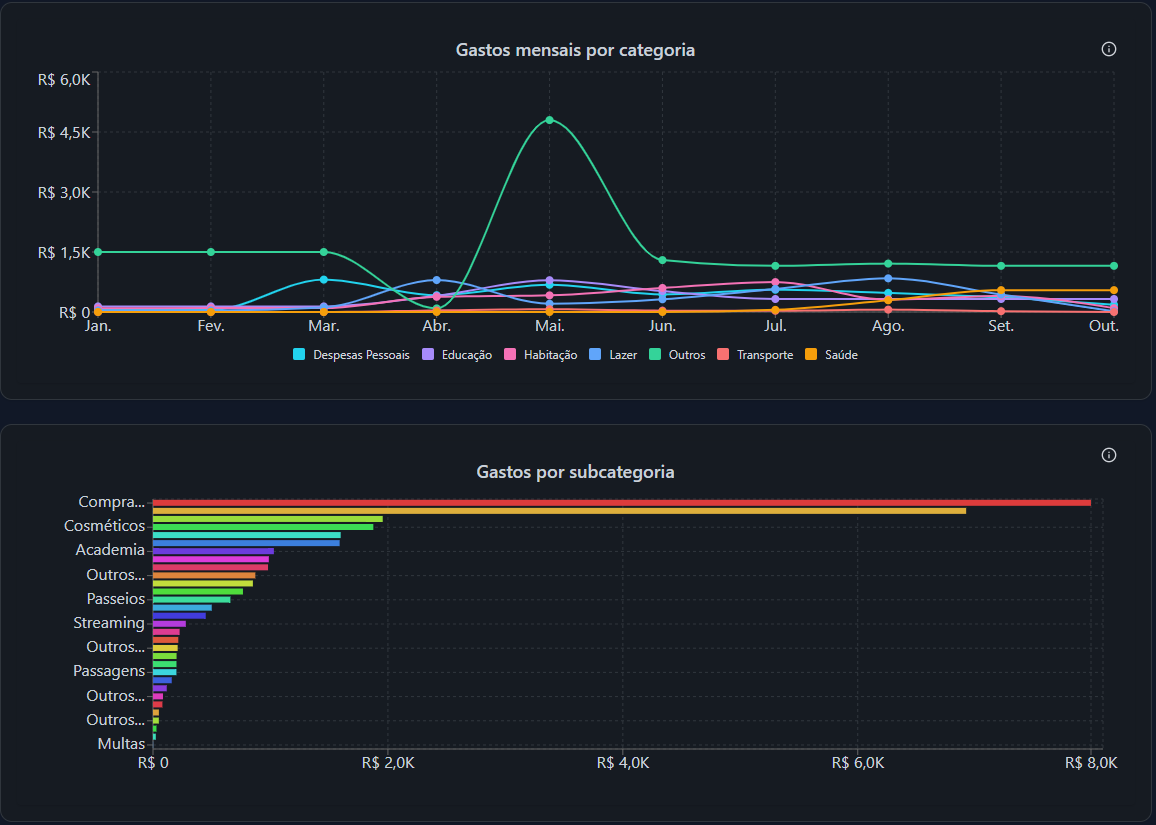 Gastos mensais por categoria
R$ 6,0K
R$ 4,5K
R$ 3,0K
R$ 1,5K
R$ 0
Jan. Fev. Mar. Abr. Mai. Jun. Jul. Ago. Set. Out.
Despesas Pessoais Educação Habitação Lazer Outros Transporte Saúde
Gastos por subcategoria
Compra...
Cosméticos
Academia
Outros...
Passeios
Streaming
Outros...
Passagens
Outros...
Outros...
Multas
R$ 0 R$ 2,0K R$ 4,0K R$ 6,0K R$ 8,0K